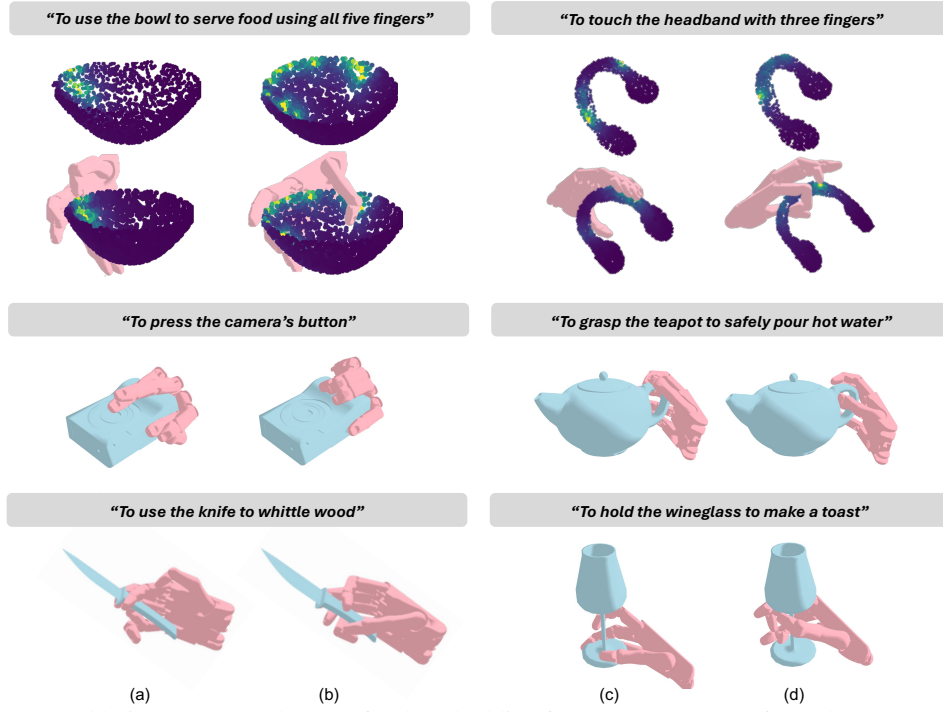 “To use the bowl to serve food using all five fingers”
“To touch the headband with three fingers”
“To press the camera’s button”
“To grasp the teapot to safely pour hot water”
“To use the knife to whittle wood”
“To hold the wineglass to make a toast”
(a)
(b)
(c)
(d)